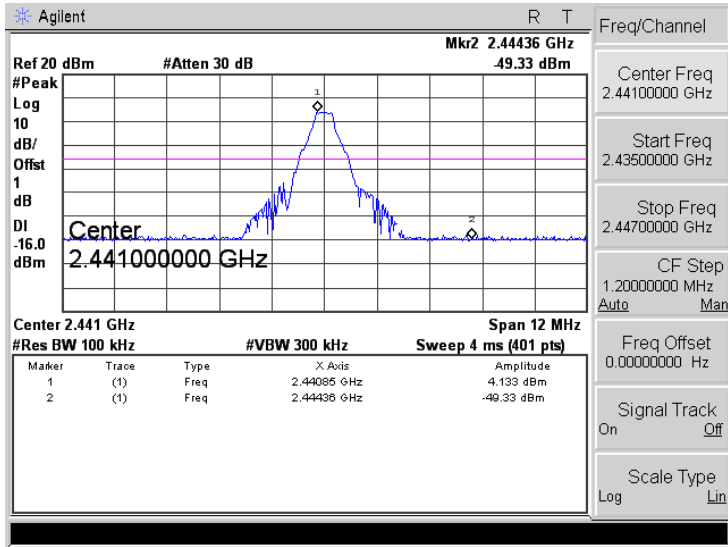 Agilent R T
Mkr2 2.44436 GHz
Ref 20 dBm #Atten 30 dB -49.33 dBm
#Peak
Log
10
dB/
Offst
1
dB
DI
-16.0
dBm
1
2
Center
2.441000000 GHz
Center 2.441 GHz Span 12 MHz
#Res BW 100 kHz #VBW 300 kHz Sweep 4 ms (401 pts)
Marker Trace Type X Axis Amplitude
1 (1) Freq 2.44085 GHz 4.133 dBm
2 (1) Freq 2.44436 GHz -49.33 dBm
Freq/Channel
Center Freq
2.44100000 GHz
Start Freq
2.43500000 GHz
Stop Freq
2.44700000 GHz
CF Step
1.20000000 MHz
Auto Man
Freq Offset
0.00000000 Hz
Signal Track
On Off
Scale Type
Log Lin